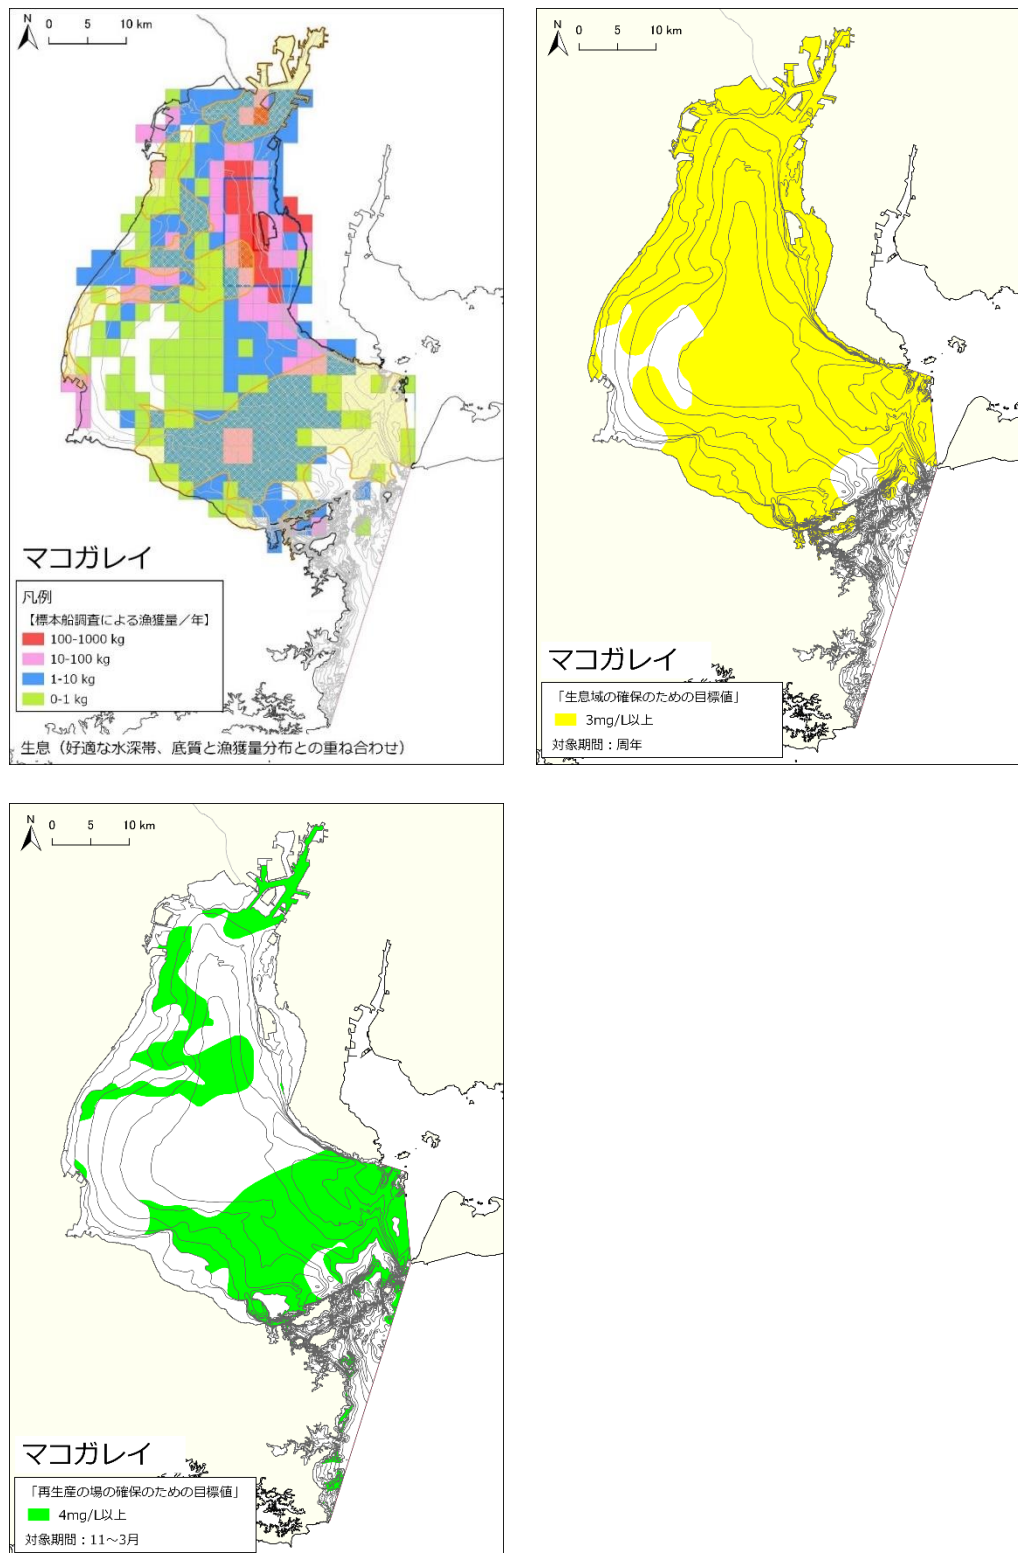 N
0 5 10 km
マコガレイ
凡例
【標本船調査による漁獲量／年】
100-1000 kg
10-100 kg
1-10 kg
0-1 kg
生息（好適な水深帯、底質と漁獲量分布との重ね合わせ）
N
0 5 10 km
マコガレイ
「生息域の確保のための目標値」
3mg/L以上
対象期間：周年
N
0 5 10 km
マコガレイ
「再生産の場の確保のための目標値」
4mg/L以上
対象期間：11～3月